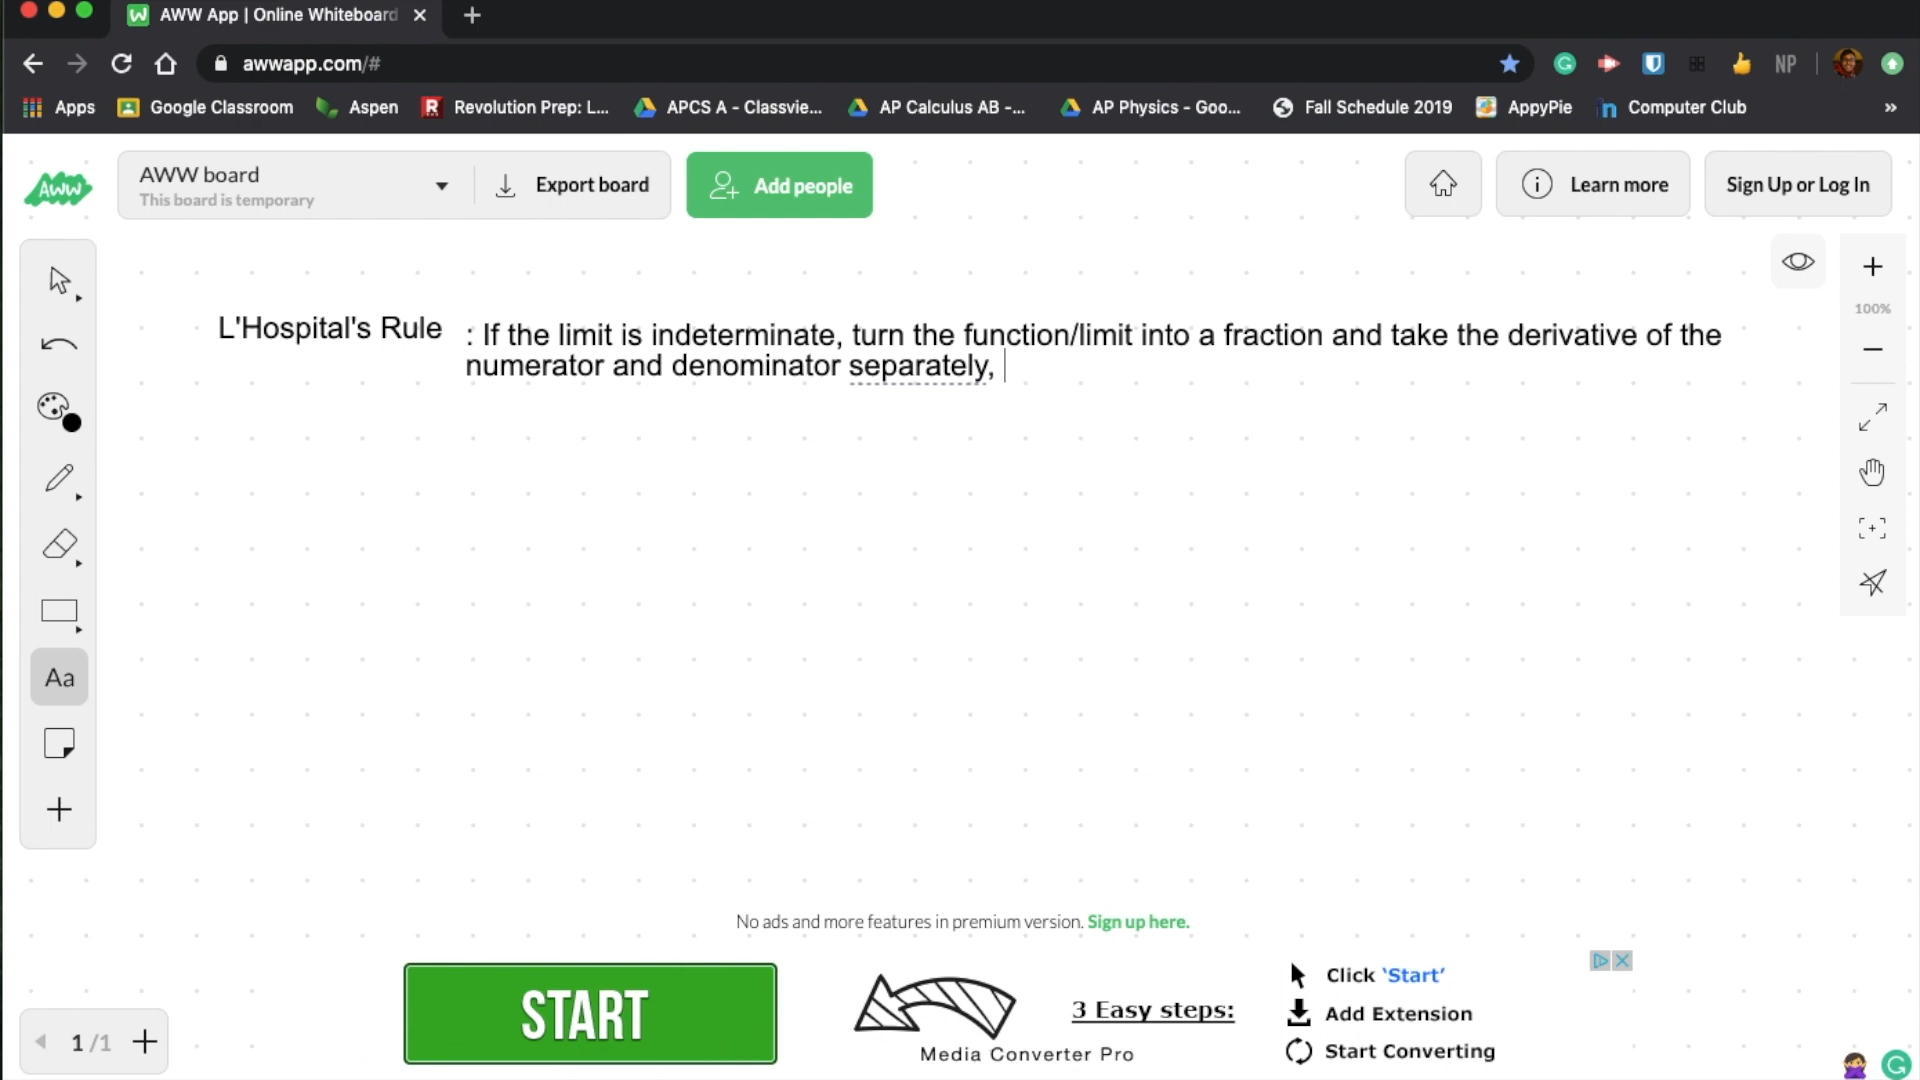 AWW App | Online Whiteboard
awwapp.com/#
NP
Apps
Google Classroom
Aspen
Revolution Prep: L...
APCS A - Classvie...
AP Calculus AB -...
AP Physics - Goo...
Fall Schedule 2019
AppyPie
Computer Club
»
AWW
AWW board
This board is temporary
Export board
Add people
Learn more
Sign Up or Log In
100%
L'Hospital's Rule
: If the limit is indeterminate, turn the function/limit into a fraction and take the derivative of the
numerator and denominator separately,
Aa
No ads and more features in premium version. Sign up here.
START
Media Converter Pro
3 Easy steps:
Click ‘Start’
Add Extension
Start Converting
1 /1